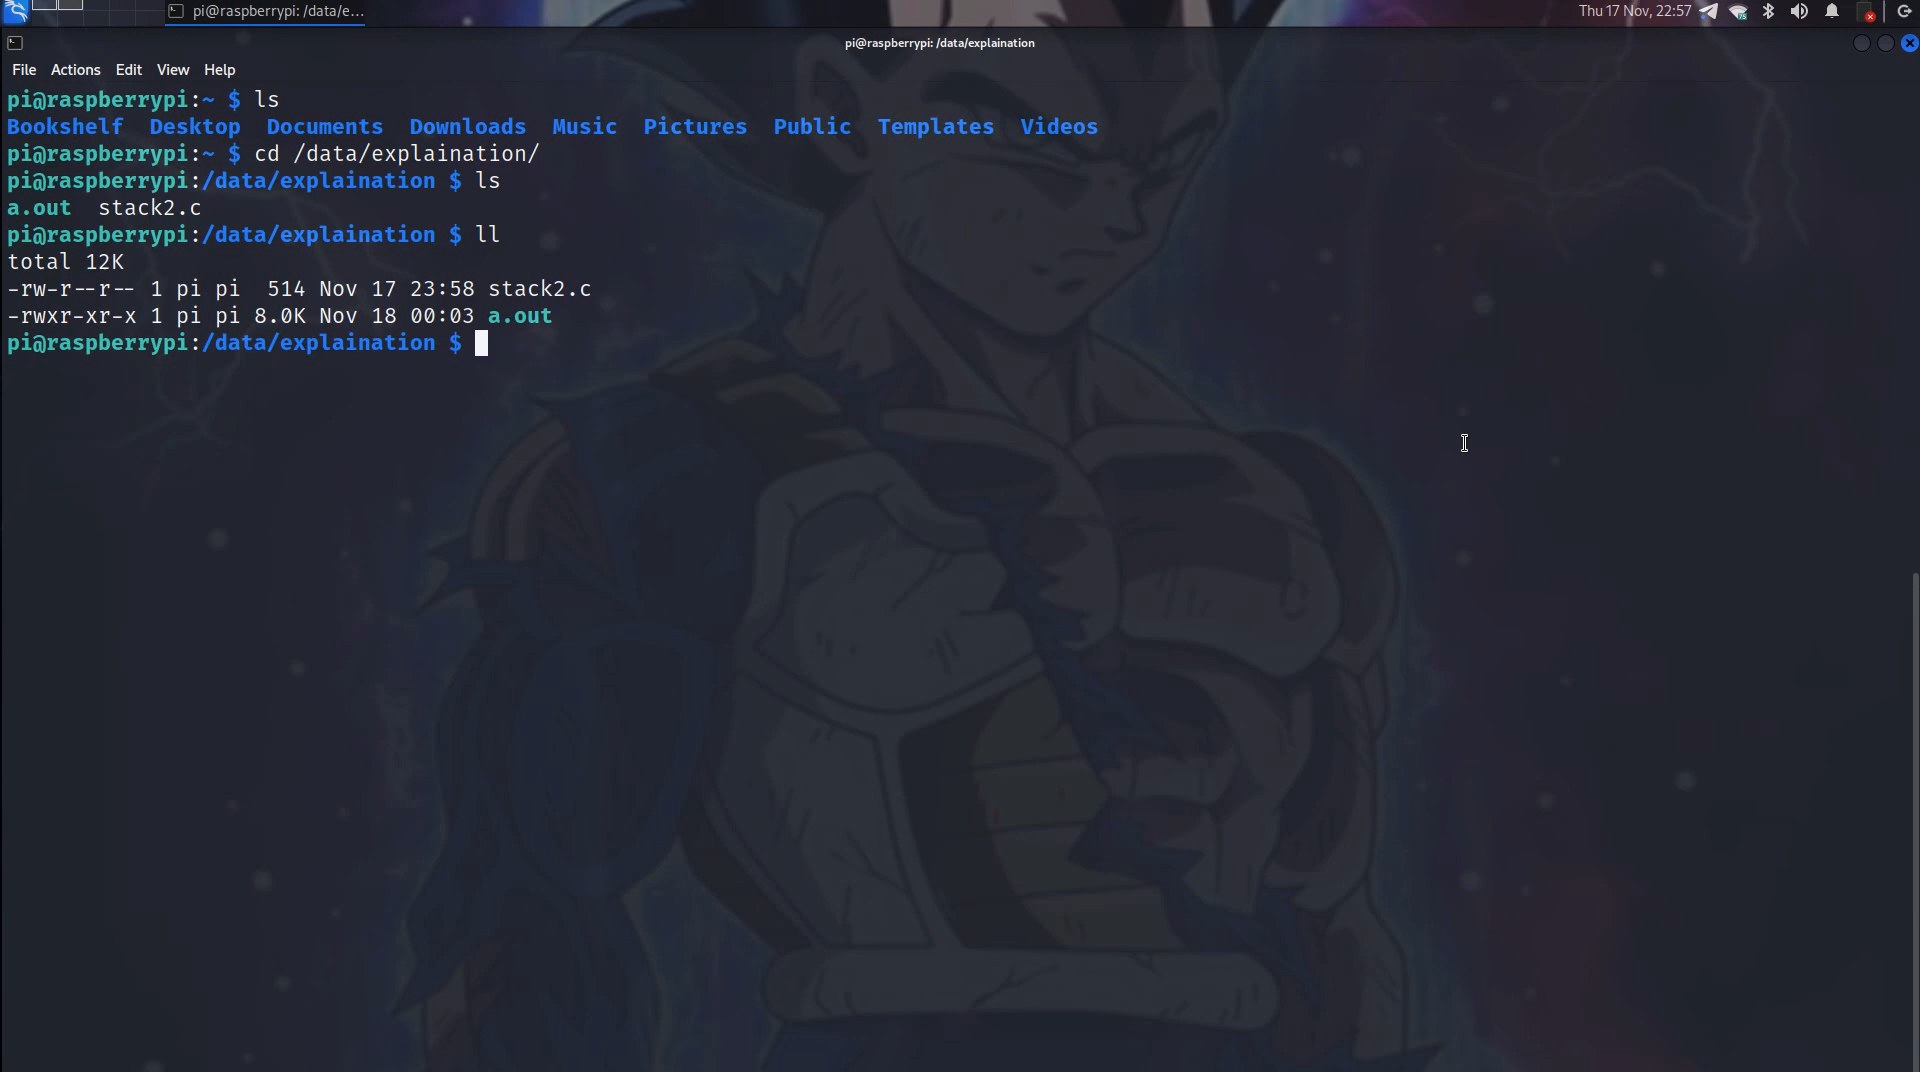 pi@raspberrypi: /data/e... Thu 17 Nov, 22:57
pi@raspberrypi: /data/explaination
File Actions Edit View Help
pi@raspberrypi:~ $ ls
Bookshelf Desktop Documents Downloads Music Pictures Public Templates Videos
pi@raspberrypi:~ $ cd /data/explaination/
pi@raspberrypi:/data/explaination $ ls
a.out stack2.c
pi@raspberrypi:/data/explaination $ ll
total 12K
-rw-r--r-- 1 pi pi 514 Nov 17 23:58 stack2.c
-rwxr-xr-x 1 pi pi 8.0K Nov 18 00:03 a.out
pi@raspberrypi:/data/explaination $